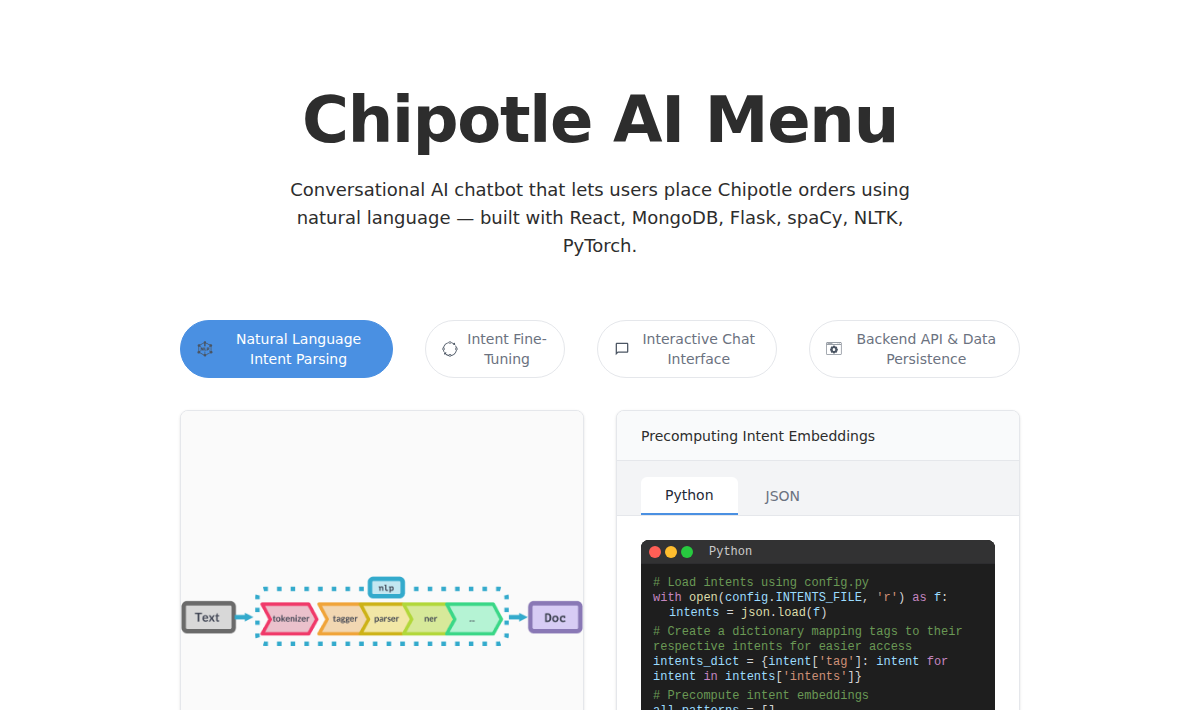 Chipotle AI Menu
Conversational AI chatbot that lets users place Chipotle orders using
natural language — built with React, MongoDB, Flask, spaCy, NLTK,
PyTorch.
Natural Language
Intent Parsing
Intent Fine-
Tuning
Interactive Chat
Interface
Backend API & Data
Persistence
nlp
Text
tokenizer
tagger
parser
ner
...
Doc
Precomputing Intent Embeddings
Python
JSON
Python
# Load intents using config.py
with open(config.INTENTS_FILE, 'r') as f:
intents = json.load(f)
# Create a dictionary mapping tags to their
respective intents for easier access
intents_dict = {intent['tag']: intent for
intent in intents['intents']}
# Precompute intent embeddings
all_patterns = []